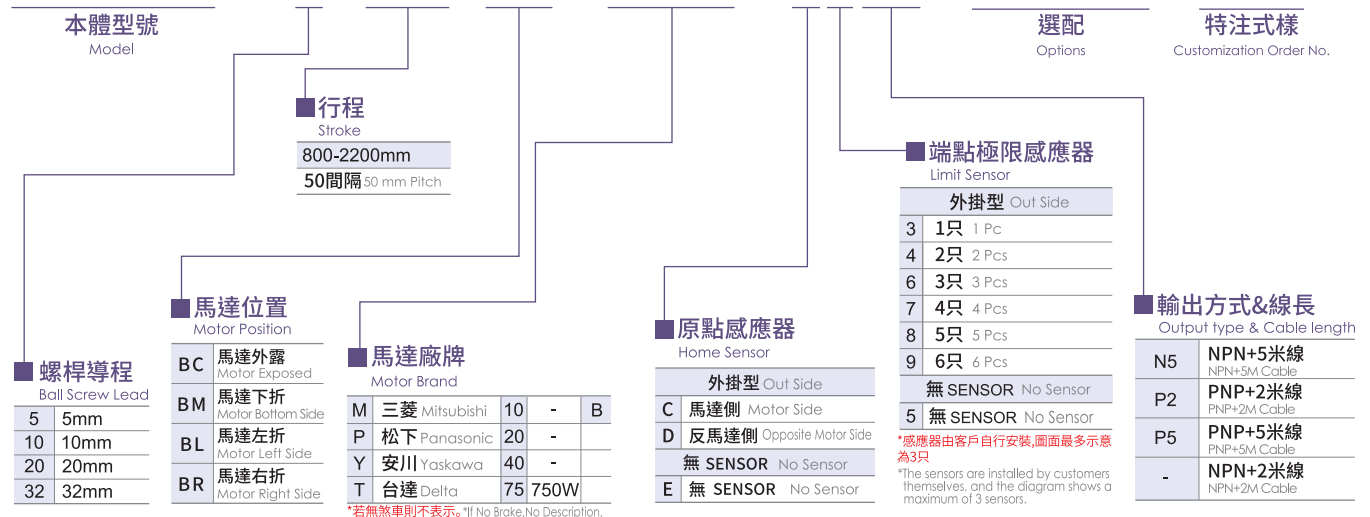 本體型號
Model
選配
Options
特注式樣
Customization Order No.
行程
Stroke
800-2200mm
50間隔 50 mm Pitch
端點極限感應器
Limit Sensor
外掛型 Out Side
3 1只 1 Pc
4 2只 2 Pcs
6 3只 3 Pcs
7 4只 4 Pcs
8 5只 5 Pcs
9 6只 6 Pcs
無 SENSOR No Sensor
5 無 SENSOR No Sensor
*感應器由客戶自行安裝,圖面最多示意
為3只
*The sensors are installed by customers
themselves, and the diagram shows a
maximum of 3 sensors.
螺桿導程
Ball Screw Lead
5 5mm
10 10mm
20 20mm
32 32mm
馬達位置
Motor Position
BC 馬達外露
Motor Exposed
BM 馬達下折
Motor Bottom Side
BL 馬達左折
Motor Left Side
BR 馬達右折
Motor Right Side
馬達廠牌
Motor Brand
M 三菱 Mitsubishi 10 - B
P 松下 Panasonic 20 -
Y 安川 Yaskawa 40 -
T 台達 Delta 75 750W
*若無煞車則不表示。*If No Brake,No Description.
原點感應器
Home Sensor
外掛型 Out Side
C 馬達側 Motor Side
D 反馬達側 Opposite Motor Side
無 SENSOR No Sensor
E 無 SENSOR No Sensor
輸出方式&線長
Output type & Cable length
N5 NPN+5米線
NPN+5M Cable
P2 PNP+2米線
PNP+2M Cable
P5 PNP+5米線
PNP+5M Cable
- NPN+2米線
NPN+2M Cable